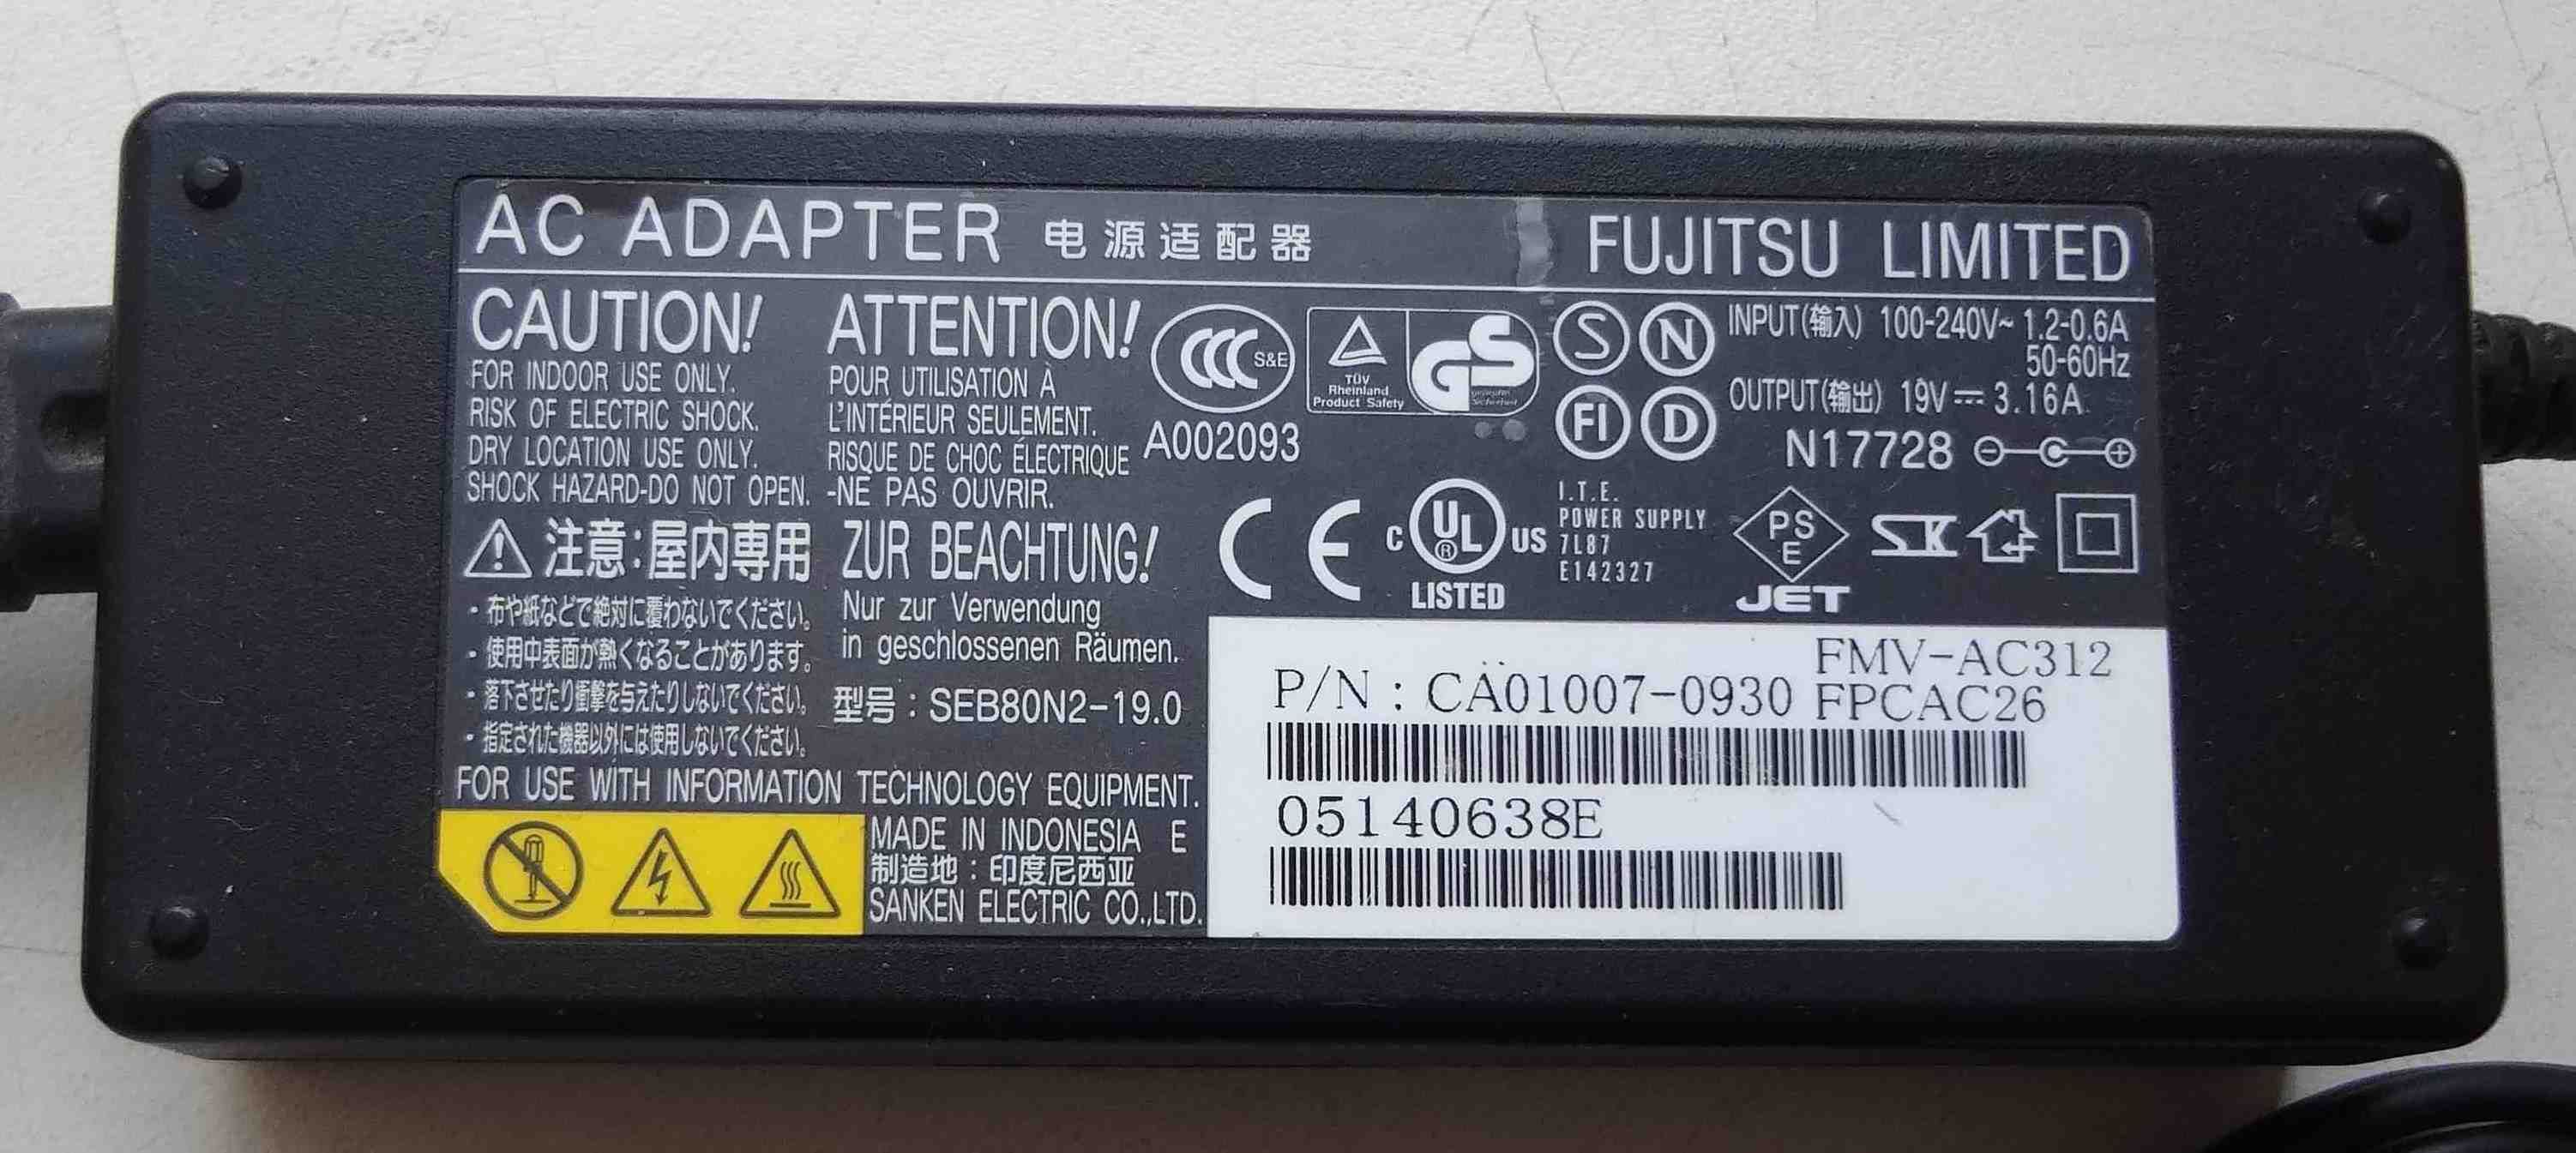 AC ADAPTER 电源适配器 FUJITSU LIMITED
CAUTION!
FOR INDOOR USE ONLY.
RISK OF ELECTRIC SHOCK.
DRY LOCATION USE ONLY.
SHOCK HAZARD-DO NOT OPEN.
ATTENTION!
POUR UTILISATION À
L'INTÉRIEUR SEULEMENT.
RISQUE DE CHOC ÉLECTRIQUE
-NE PAS OUVRIR.
CCC S&E
A002093
TÜV
Rheinland
Product Safety
GS
geprüfte
Sicherheit
S N
FI D
INPUT(输入) 100-240V~ 1.2-0.6A
50-60Hz
OUTPUT(输出) 19V 3.16A
N17728
注意:屋内専用
・布や紙などで絶対に覆わないでください。
・使用中表面が熱くなることがあります。
・落下させたり衝撃を与えたりしないでください。
・指定された機器以外には使用しないでください。
ZUR BEACHTUNG!
Nur zur Verwendung
in geschlossenen Räumen.
型号:SEB80N2-19.0
CE
C UL ® US
LISTED
I.T.E.
POWER SUPPLY
7L87
E142327
PS
E
JET
SK
FOR USE WITH INFORMATION TECHNOLOGY EQUIPMENT.
MADE IN INDONESIA E
制造地:印度尼西亚
SANKEN ELECTRIC CO.,LTD.
FMV-AC312
P/N : CA01007-0930 FPCAC26
05140638E